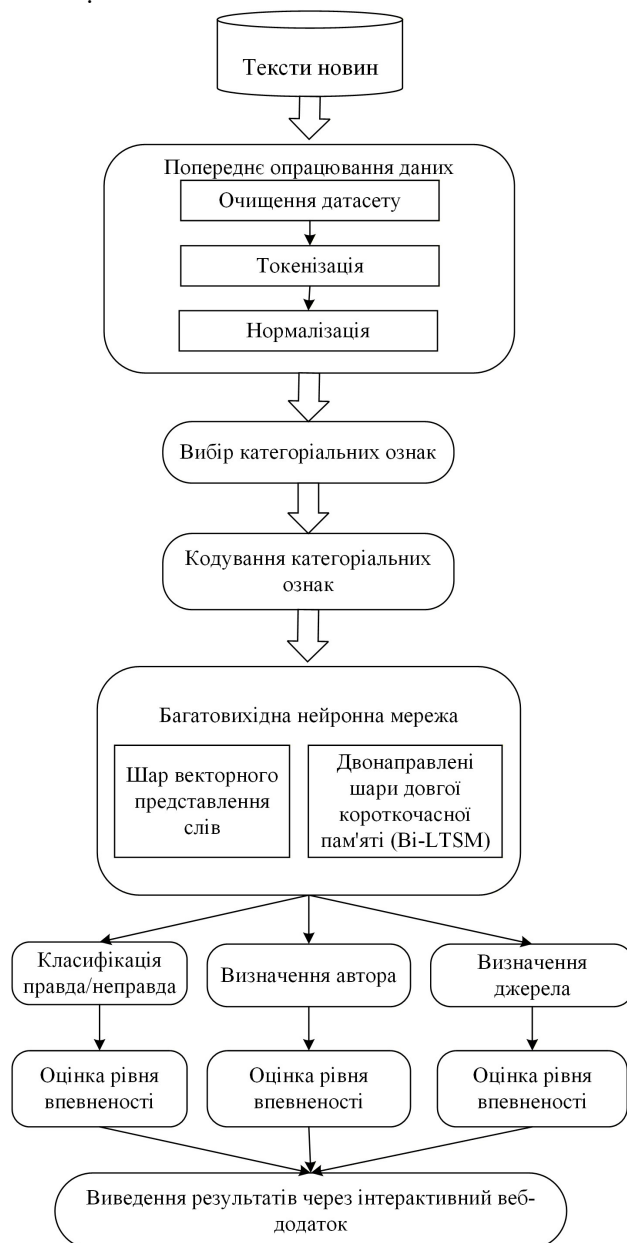 Тексти новин
Попереднє опрацювання даних
Очищення датасету
Токенізація
Нормалізація
Вибір категоріальних ознак
Кодування категоріальних
ознак
Багатовихідна нейронна мережа
Шар векторного
представлення
слів
Двонаправлені
шари довгої
короткочасної
пам'яті (Bi-LTSM)
Класифікація
правда/неправда
Визначення автора
Визначення
джерела
Оцінка рівня
впевненості
Оцінка рівня
впевненості
Оцінка рівня
впевненості
Виведення результатів через інтерактивний веб-
додаток